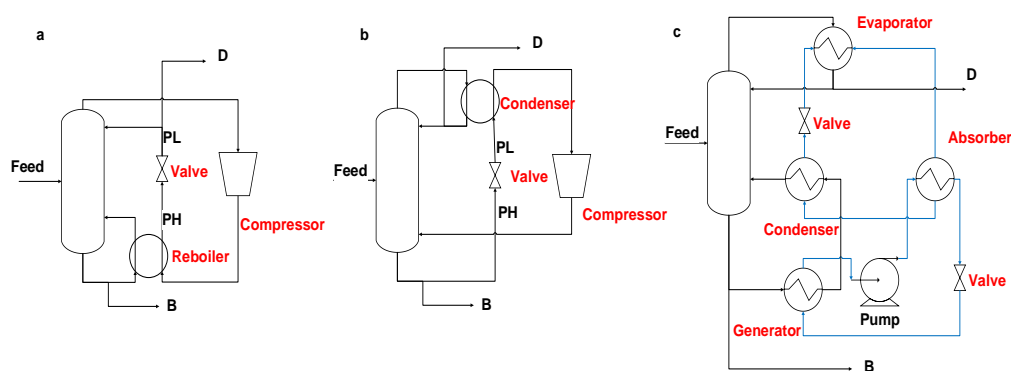 a
D
PL
Feed
Valve
PH
Compressor
Reboiler
B
b
D
Condenser
PL
Feed
Valve
PH
Compressor
B
c
Evaporator
D
Valve
Absorber
Feed
Condenser
Valve
Generator
Pump
B